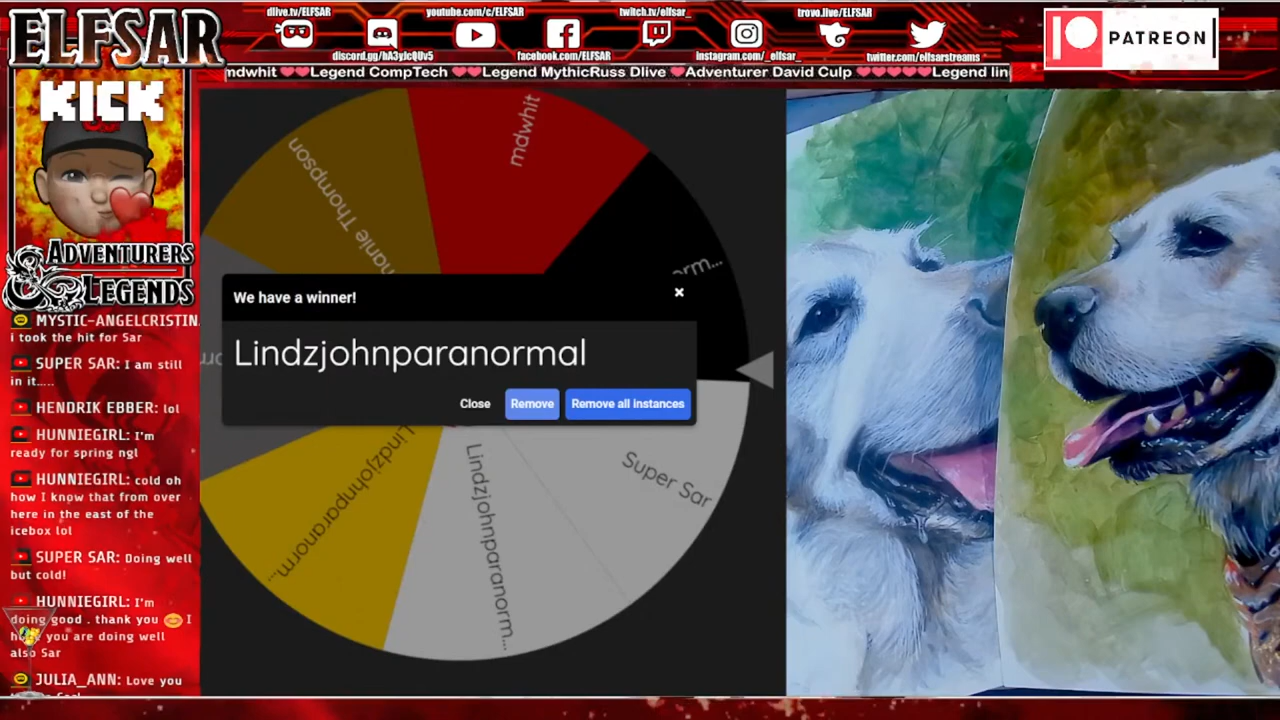 ELFSAR
dlive.tv/ELFSAR
youtube.com/c/ELFSAR
twitch.tv/elfsar_
trovo.live/ELFSAR
discord.gg/hA3yJcQUv5
facebook.com/ELFSAR
instagram.com/_elfsar_
twitter.com/elfsarstreams
PATREON
mdwhit ❤❤Legend CompTech ❤❤Legend MythicRuss Dlive ❤Adventurer David Culp ❤❤❤❤❤Legend lin
KICK
ADVENTURERS
& LEGENDS
MYSTIC-ANGELCRISTIN
i took the hit for Sar
SUPER SAR: I am still
in it.....
HENDRIK EBBER: lol
HUNNIEGIRL: I'm
ready for spring ngl
HUNNIEGIRL: cold oh
how I know that from over
here in the east of the
icebox lol
SUPER SAR: Doing well
but cold!
HUNNIEGIRL: I'm
doing good . thank you 😊 I
you are doing well
also Sar
JULIA_ANN: Love you
mdwhit
Thompson
orm...
We have a winner!
×
Lindzjohnparanormal
Close
Remove
Remove all instances
Super Sar
Lindzjohnparanorm...
Lindzjohnparanorm...